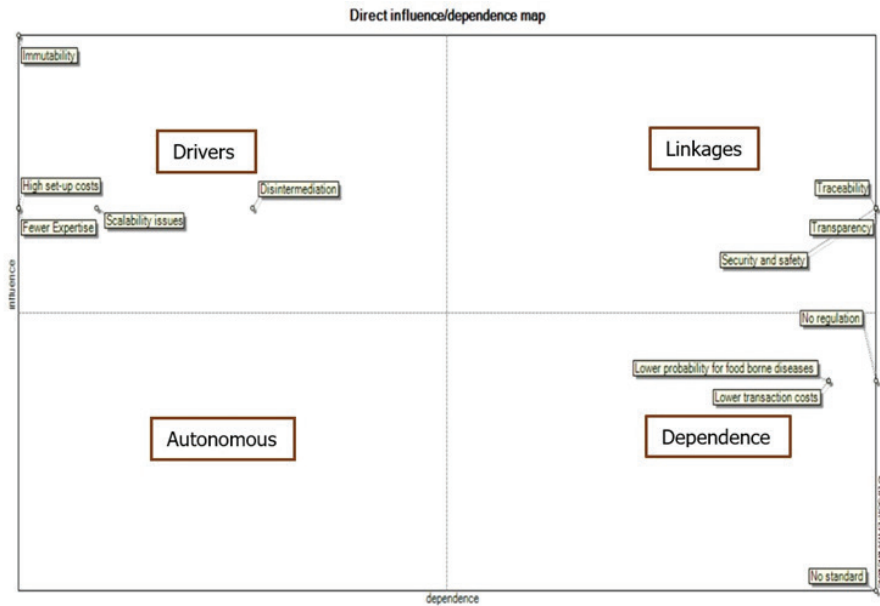 Direct influence/dependence map
Immutability
Drivers
Linkages
High set-up costs
Disintermediation
Traceability
Fewer Expertise
Scalability issues
Transparency
Security and safety
influence
No regulation
Lower probability for food borne diseases
Lower transaction costs
Autonomous
Dependence
No standard
dependence